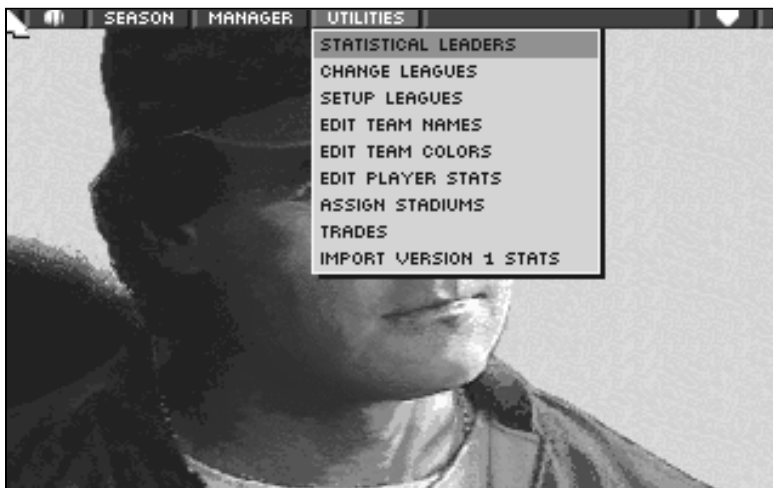 SEASON MANAGER UTILITIES
STATISTICAL LEADERS
CHANGE LEAGUES
SETUP LEAGUES
EDIT TEAM NAMES
EDIT TEAM COLORS
EDIT PLAYER STATS
ASSIGN STADIUMS
TRADES
IMPORT VERSION 1 STATS